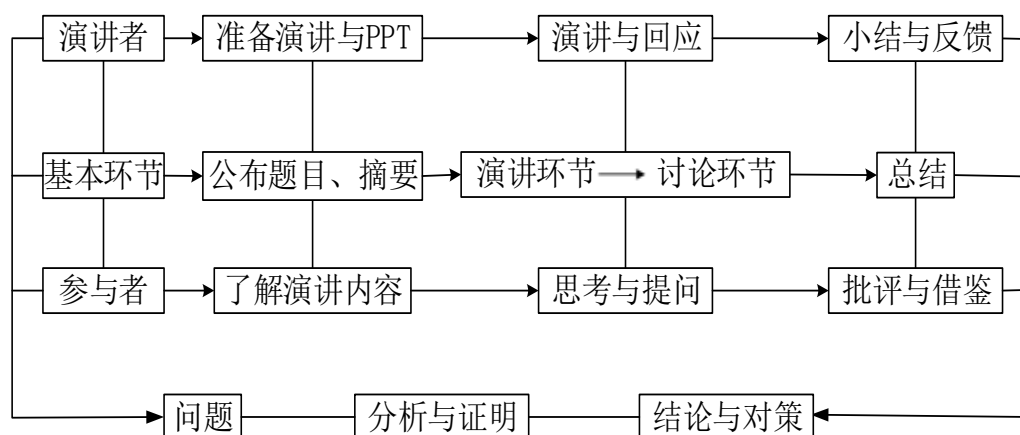 演讲者 准备演讲与PPT 演讲与回应 小结与反馈
基本环节 公布题目、摘要 演讲环节 讨论环节 总结
参与者 了解演讲内容 思考与提问 批评与借鉴
问题 分析与证明 结论与对策